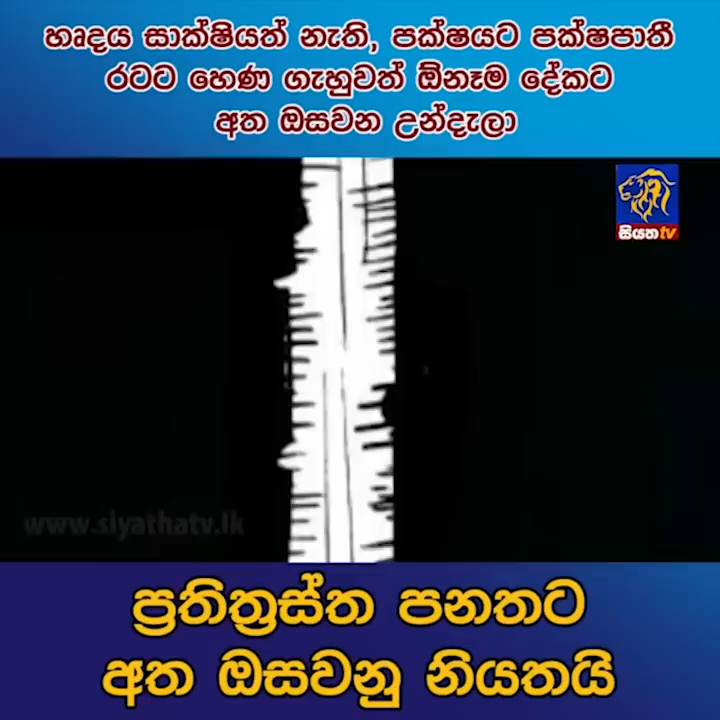 හෘදය සාක්ෂියත් නැති, පක්ෂයට පක්ෂපාතී
රටට හෙණ ගැහුවත් ඕනෑම දේකට
අත ඔසවන උන්දැලා
සියත tv
www.siyathatv.lk
ප්‍රතිත්‍රස්ත පනතට
අත ඔසවනු නියතයි